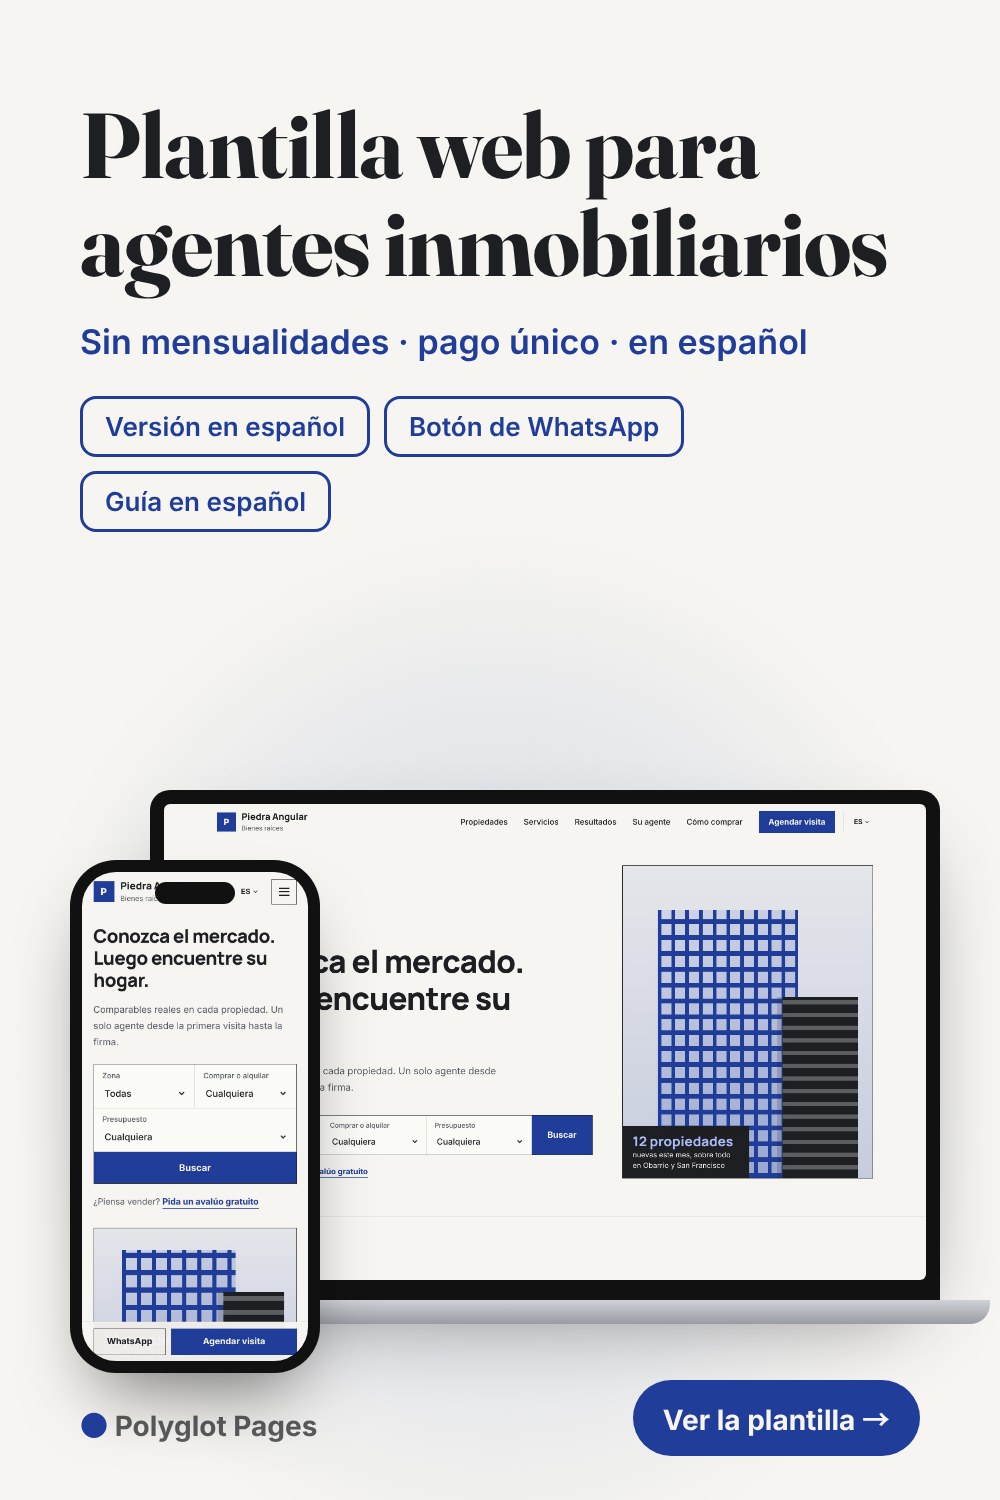 Plantilla web para
agentes inmobiliarios
Sin mensualidades · pago único · en español
Versión en español
Botón de WhatsApp
Guía en español
P
Piedra Angular
Bienes raíces
Propiedades
Servicios
Resultados
Su agente
Cómo comprar
Agendar visita
ES
ca el mercado.
encuentre su
cada propiedad. Un solo agente desde
a firma.
Comprar o alquilar
Cualquiera
Presupuesto
Cualquiera
Buscar
alúo gratuito
12 propiedades
nuevas este mes, sobre todo
en Obarrio y San Francisco
P
Piedra
Bienes
ES
Conozca el mercado.
Luego encuentre su
hogar.
Comparables reales en cada propiedad. Un
solo agente desde la primera visita hasta la
firma.
Zona
Todas
Comprar o alquilar
Cualquiera
Presupuesto
Cualquiera
Buscar
¿Piensa vender? Pida un avalúo gratuito
WhatsApp
Agendar visita
Polyglot Pages
Ver la plantilla →